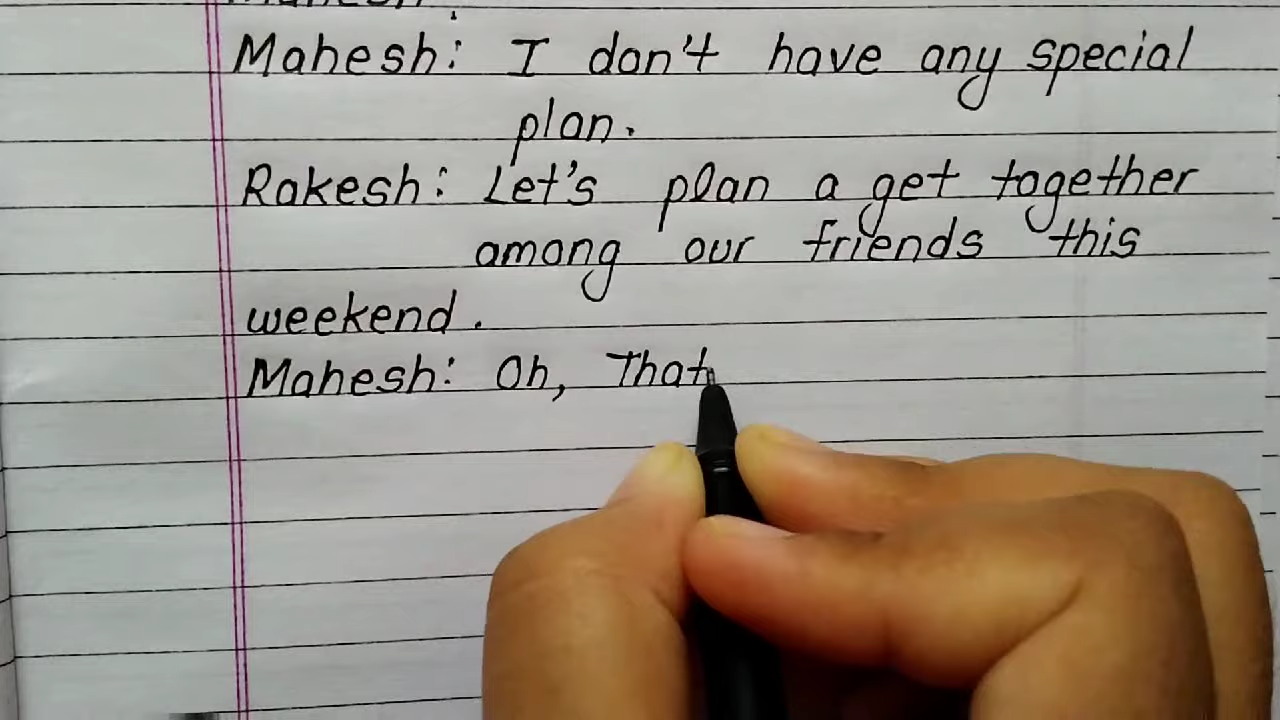 Mahesh: I don't have any special
plan.
Rakesh: Let's plan a get together
among our friends this
weekend.
Mahesh: Oh, That